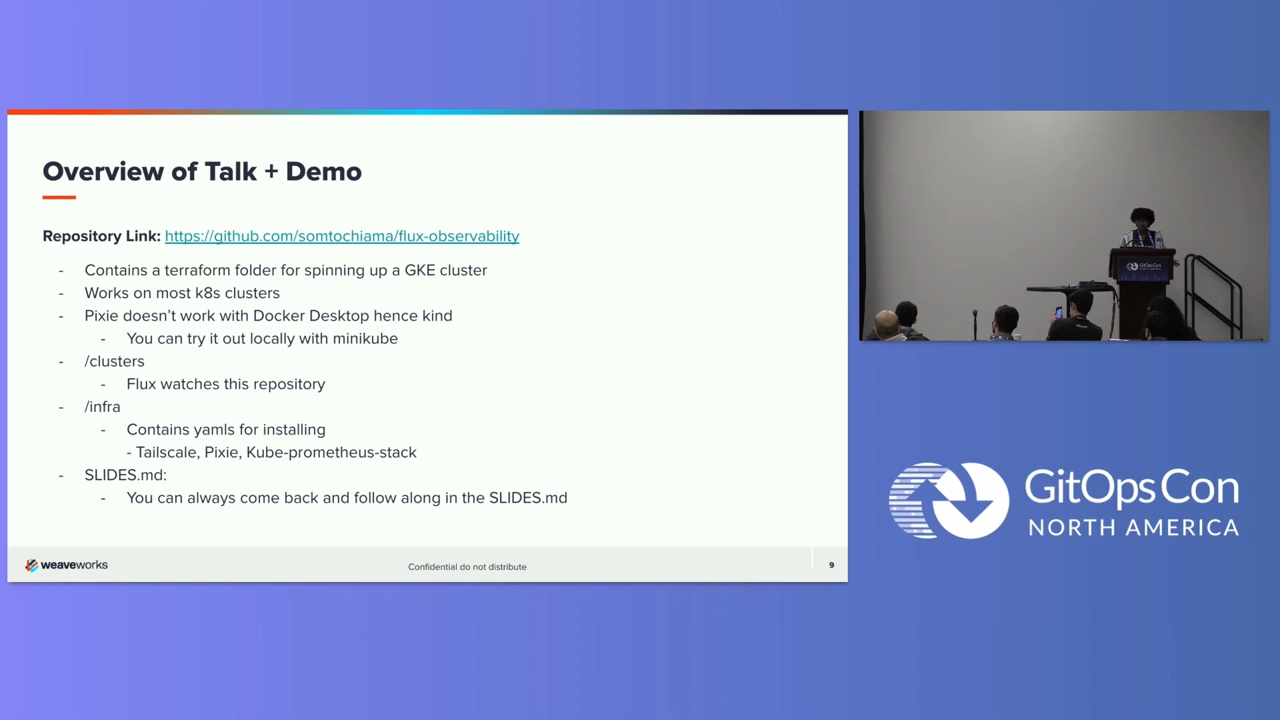 Overview of Talk + Demo
Repository Link: https://github.com/somtochiama/flux-observability
- Contains a terraform folder for spinning up a GKE cluster
- Works on most k8s clusters
- Pixie doesn’t work with Docker Desktop hence kind
- You can try it out locally with minikube
- /clusters
- Flux watches this repository
- /infra
- Contains yamls for installing
- Tailscale, Pixie, Kube-prometheus-stack
- SLIDES.md:
- You can always come back and follow along in the SLIDES.md
weaveworks
Confidential do not distribute
9
GitOpsCon
GitOpsCon
NORTH AMERICA